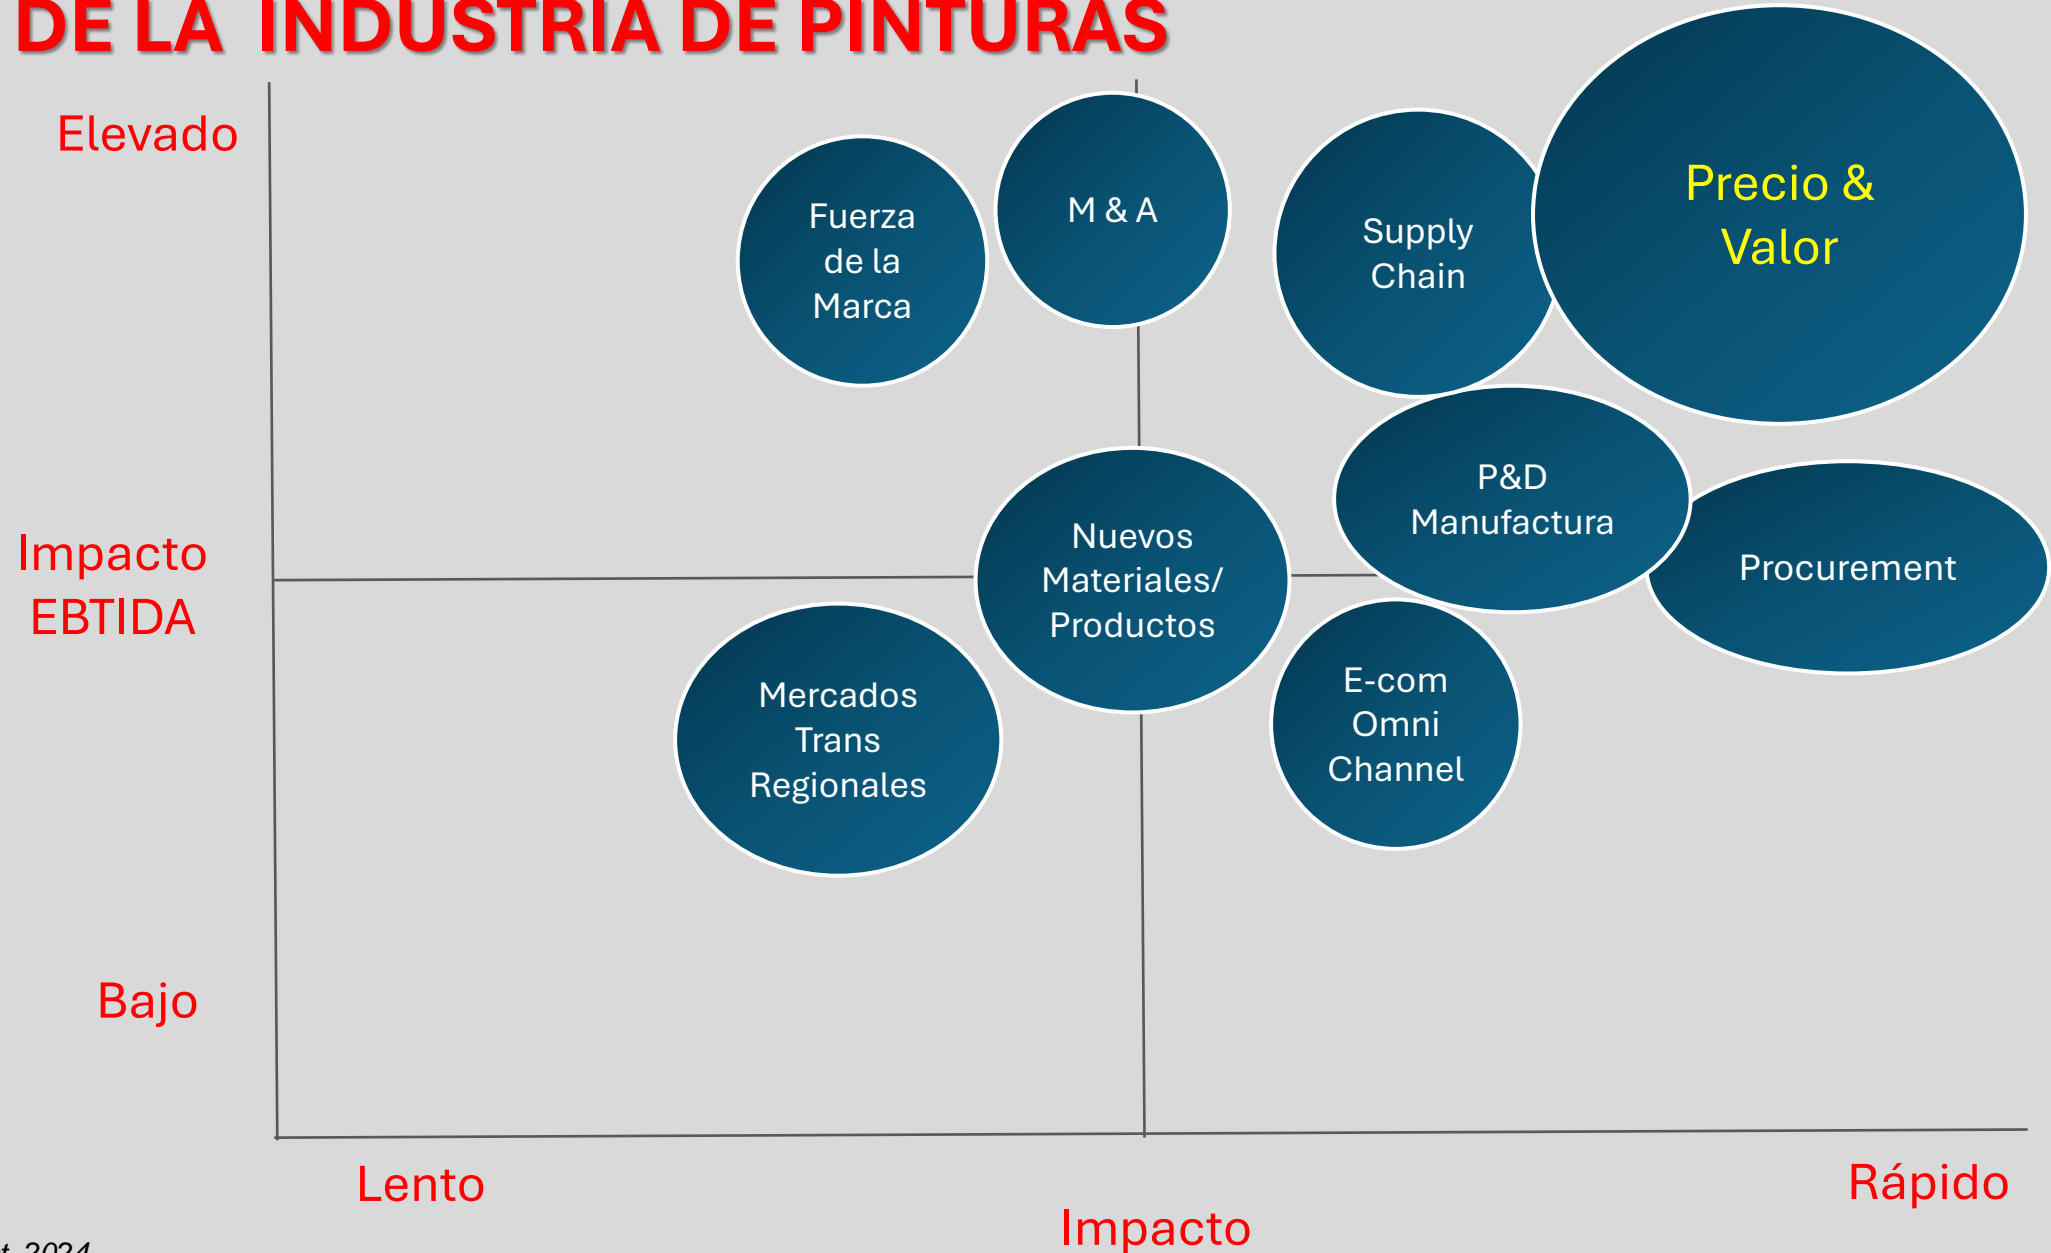 DE LA INDUSTRIA DE PINTURAS
Elevado
Fuerza
de la
Marca
M & A
Supply
Chain
Precio &
Valor
Impacto
EBTIDA
Nuevos
Materiales/
Productos
P&D
Manufactura
Procurement
Mercados
Trans
Regionales
E-com
Omni
Channel
Bajo
Lento
Rápido
Impacto
2024